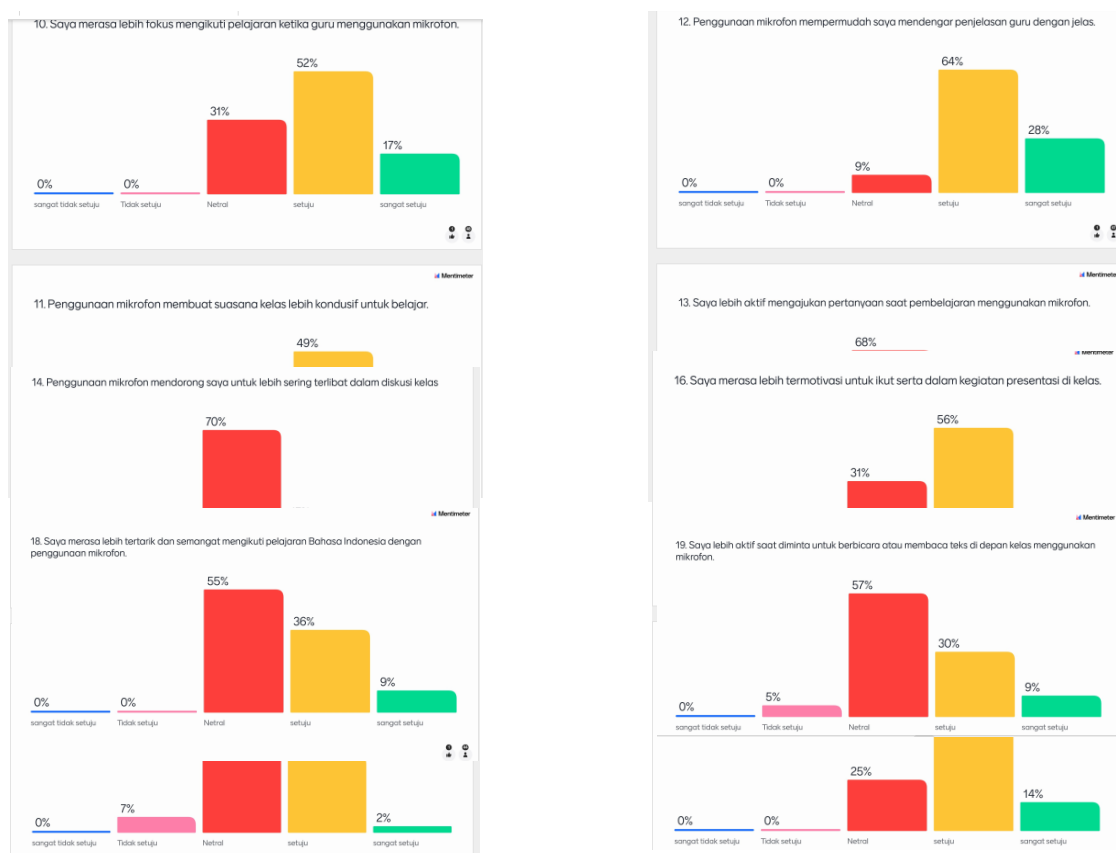 10. Saya merasa lebih fokus mengikuti pelajaran ketika guru menggunakan mikrofon.
52%
31%
17%
0%
0%
sangat tidak setuju
Tidak setuju
Netral
setuju
sangat setuju
12. Penggunaan mikrofon mempermudah saya mendengar penjelasan guru dengan jelas.
64%
28%
9%
0%
0%
sangat tidak setuju
Tidak setuju
Netral
setuju
sangat setuju
Mentimeter
11. Penggunaan mikrofon membuat suasana kelas lebih kondusif untuk belajar.
49%
Mentimete
13. Saya lebih aktif mengajukan pertanyaan saat pembelajaran menggunakan mikrofon.
68%
14. Penggunaan mikrofon mendorong saya untuk lebih sering terlibat dalam diskusi kelas
70%
Mentimeter
16. Saya merasa lebih termotivasi untuk ikut serta dalam kegiatan presentasi di kelas.
56%
31%
Mentimeter
18. Saya merasa lebih tertarik dan semangat mengikuti pelajaran Bahasa Indonesia dengan
penggunaan mikrofon.
55%
36%
9%
0%
0%
sangat tidak setuju
Tidak setuju
Netral
setuju
sangat setuju
Mentimeter
19. Saya lebih aktif saat diminta untuk berbicara atau membaca teks di depan kelas menggunakan
mikrofon.
57%
30%
9%
5%
0%
sangat tidak setuju
Tidak setuju
Netral
setuju
sangat setuju
7%
2%
0%
sangat tidak setuju
Tidak setuju
Netral
setuju
sangat setuju
25%
14%
0%
0%
sangat tidak setuju
Tidak setuju
Netral
setuju
sangat setuju